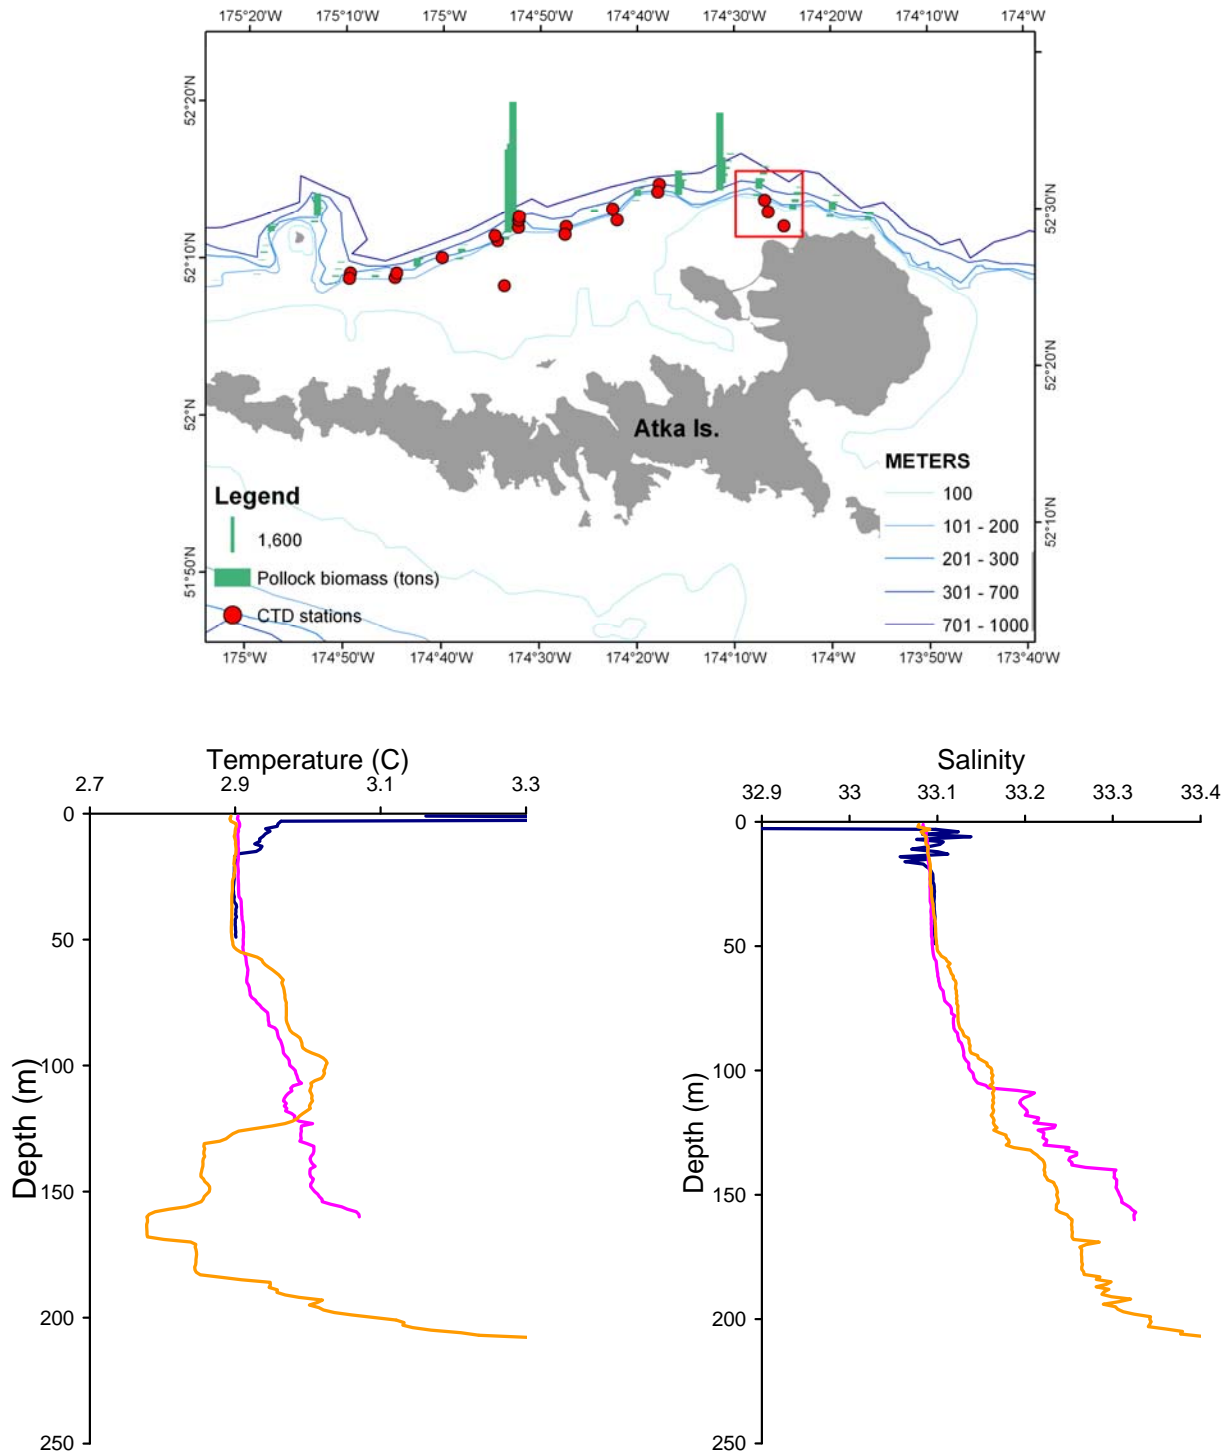 175°20'W 175°10'W 175°W 174°50'W 174°40'W 174°30'W 174°20'W 174°10'W 174°W
52°20'N
52°30'N
52°10'N
52°20'N
52°N
Atka Is.
METERS
Legend
100
1,600
101 - 200
52°10'N
201 - 300
51°50'N
Pollock biomass (tons)
301 - 700
CTD stations
701 - 1000
175°W 174°50'W 174°40'W 174°30'W 174°20'W 174°10'W 174°W 173°50'W 173°40'W
Temperature (C)
2.7 2.9 3.1 3.3
0
50
100
150
200
250
Depth (m)
Salinity
32.9 33 33.1 33.2 33.3 33.4
0
50
100
150
200
250
Depth (m)